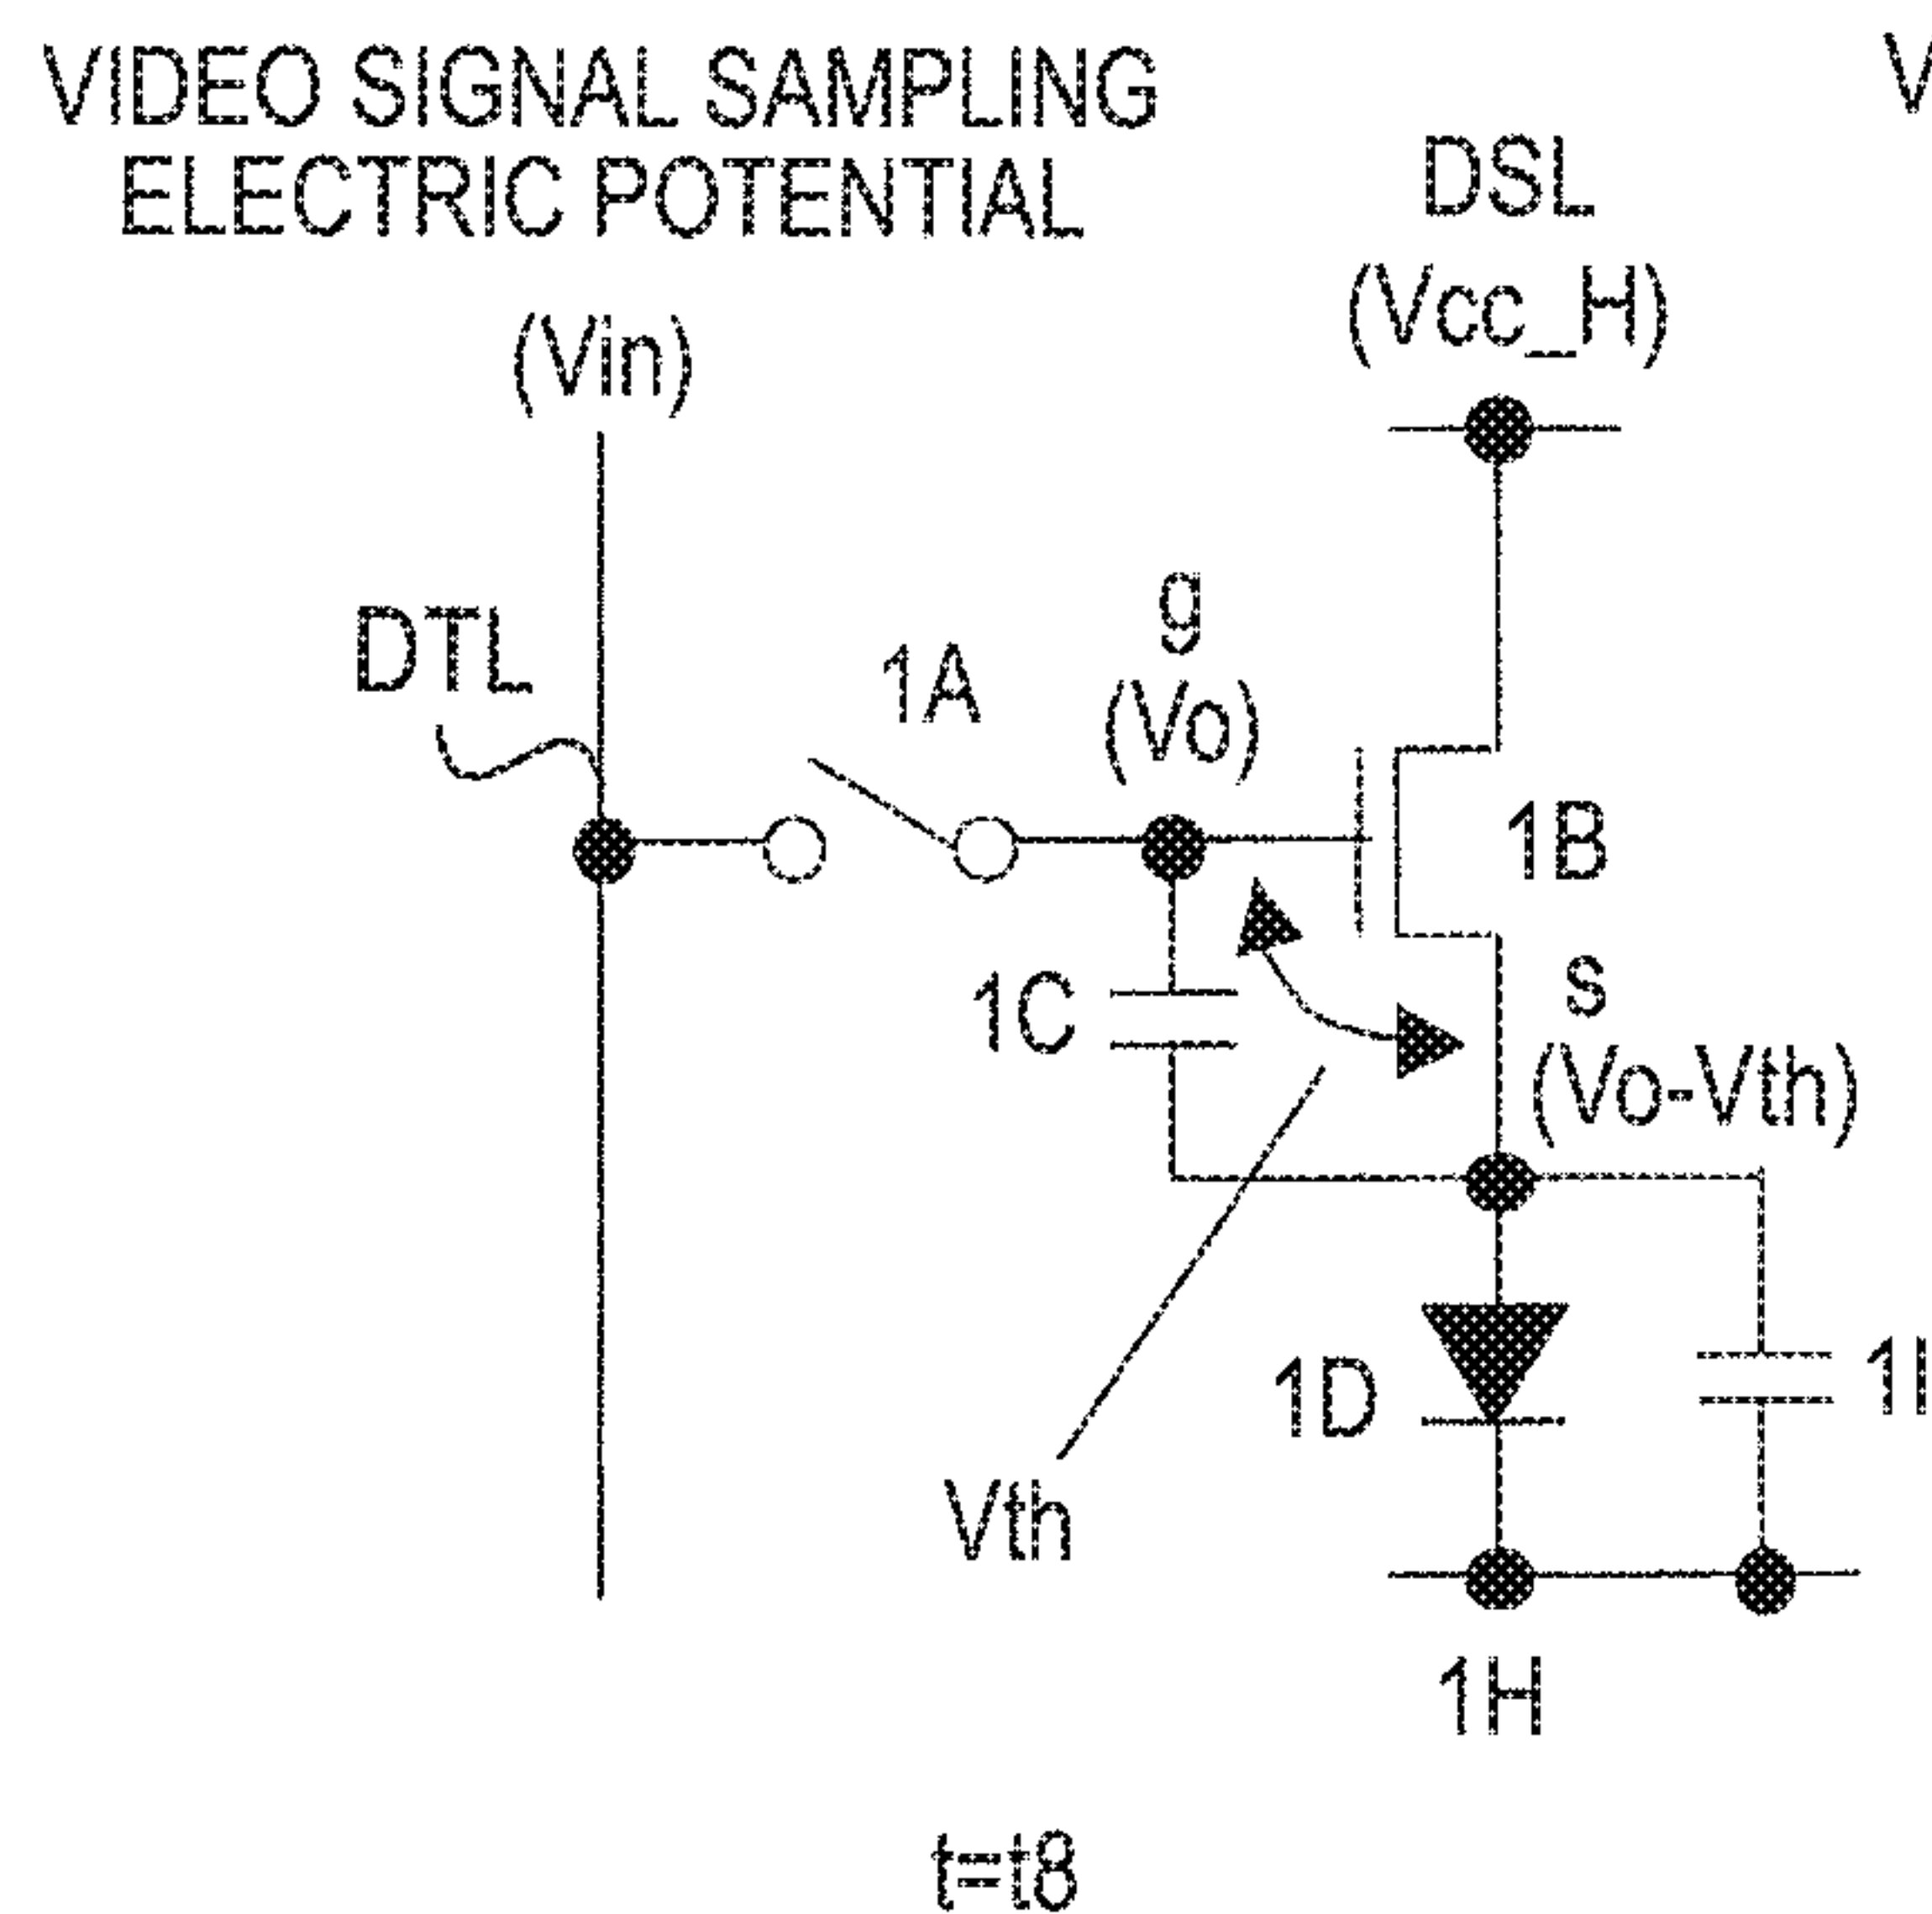 VIDEO SIGNAL SAMPLING
ELECTRIC POTENTIAL
(Vin)
DSL
(Vcc_H)
DTL
1A
g
(Vo)
1B
s
(Vo-Vth)
1C
1D
1I
Vth
1H
t=t8